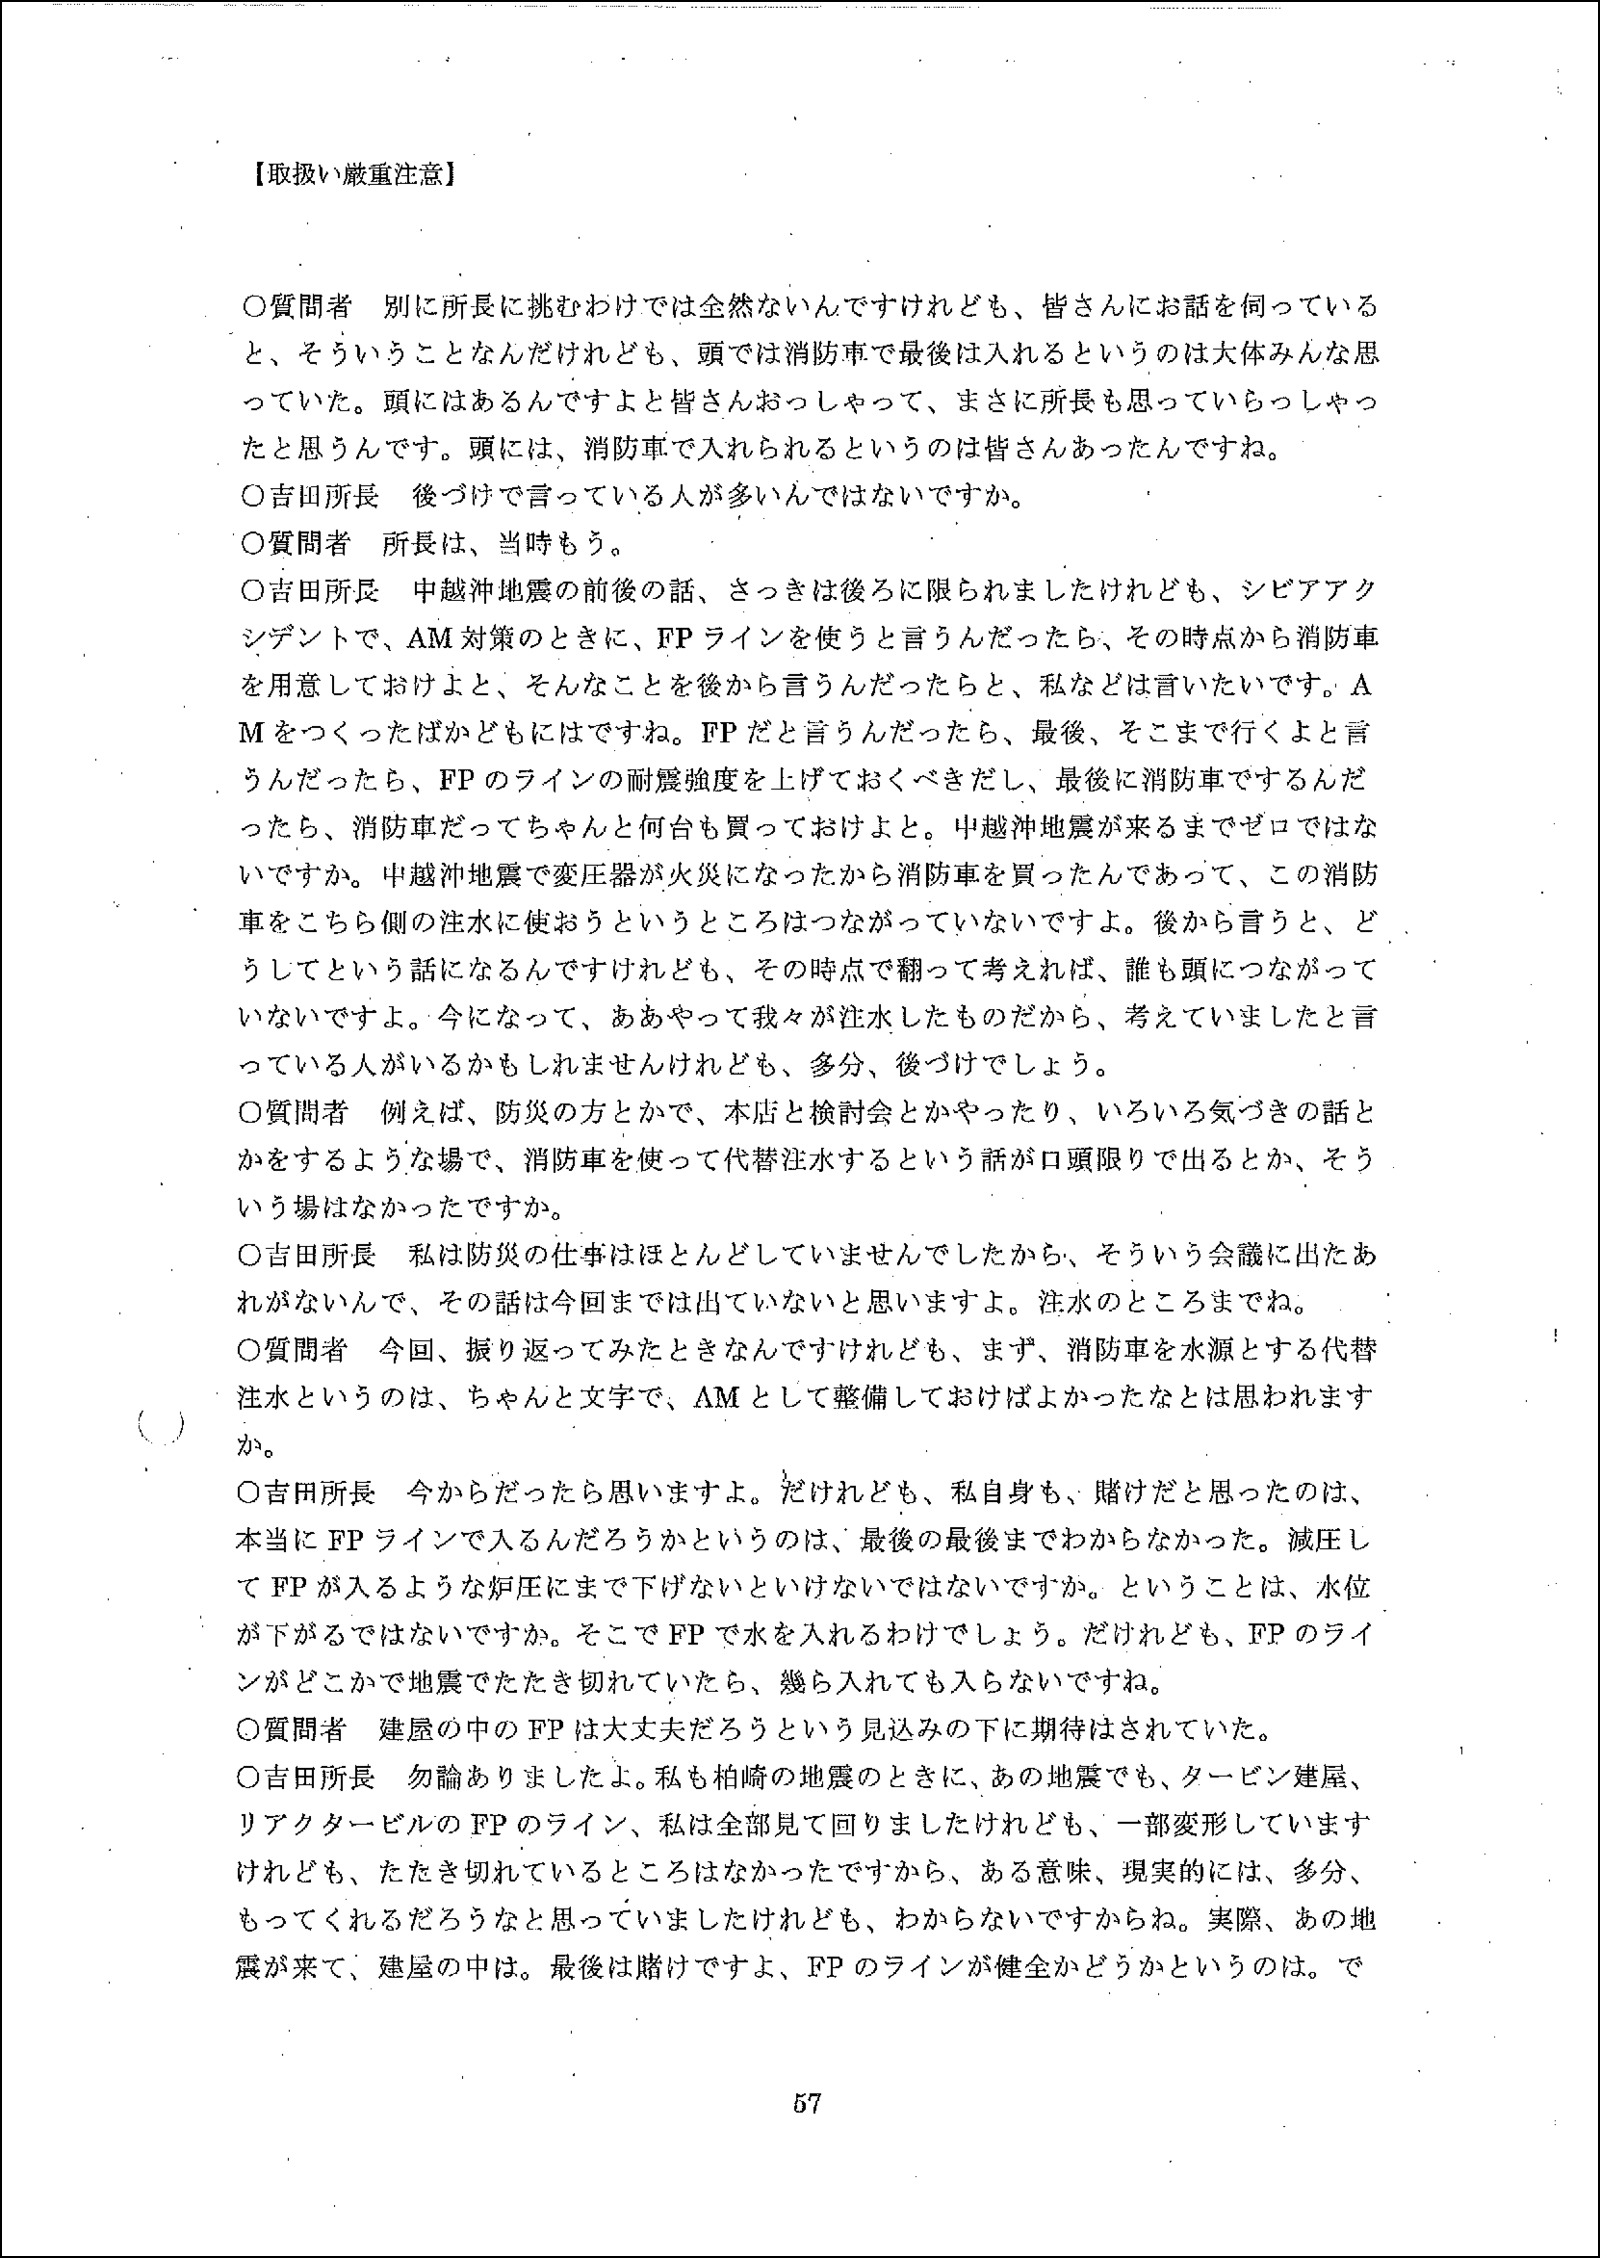 【取扱い厳重注意】
○質問者　別に所長に挑むわけでは全然ないんですけれども、皆さんにお話を伺っている
と、そういうことなんだけれども、頭では消防車で最後は入れるというのは大体みんな思
っていた。頭にはあるんですよと皆さんおっしゃって、まさに所長も思っていらっしゃっ
たと思うんです。頭には、消防車で入れられるというのは皆さんあったんですね。
○吉田所長　後づけで言っている人が多いんではないですか。
○質問者　所長は、当時もう。
○吉田所長　中越沖地震の前後の話、さっきは後ろに限られましたけれども、シビアアク
シデントで、AM 対策のときに、FP ラインを使うと言うんだったら、その時点から消防車
を用意しておけよと、そんなことを後から言うんだったらと、私などは言いたいです。A
M をつくったばかどもにはですね。FP だと言うんだったら、最後、そこまで行くよと言
うんだったら、FP のラインの耐震強度を上げておくべきだし、最後に消防車でするんだ
ったら、消防車だってちゃんと何台も買っておけよと。中越沖地震が来るまでゼロではな
いですか。中越沖地震で変圧器が火災になったから消防車を買ったんであって、この消防
車をこちら側の注水に使おうというところはつながっていないですよ。後から言うと、ど
うしてという話になるんですけれども、その時点で翻って考えれば、誰も頭につながって
いないですよ。今になって、ああやって我々が注水したものだから、考えていましたと言
っている人がいるかもしれませんけれども、多分、後づけでしょう。
○質問者　例えば、防災の方とかで、本店と検討会とかやったり、いろいろ気づきの話と
かをするような場で、消防車を使って代替注水するという話が口頭限りで出るとか、そう
いう場はなかったですか。
○吉田所長　私は防災の仕事はほとんどしていませんでしたから、そういう会議に出たあ
れがないんで、その話は今回までは出ていないと思いますよ。注水のところまでね。
○質問者　今回、振り返ってみたときなんですけれども、まず、消防車を水源とする代替
注水というのは、ちゃんと文字で、AM として整備しておけばよかったなとは思われます
か。
○吉田所長　今からだったら思いますよ。だけれども、私自身も、賭けだと思ったのは、
本当に FP ラインで入るんだろうかというのは、最後の最後までわからなかった。減圧し
て FP が入るような炉圧にまで下げないといけないではないですか。ということは、水位
が下がるではないですか。そこで FP で水を入れるわけでしょう。だけれども、FP のライ
ンがどこかで地震でたたき切れていたら、幾ら入れても入らないですね。
○質問者　建屋の中の FP は大丈夫だろうという見込みの下に期待はされていた。
○吉田所長　勿論ありましたよ。私も柏崎の地震のときに、あの地震でも、タービン建屋、
リアクタービルの FP のライン、私は全部見て回りましたけれども、一部変形しています
けれども、たたき切れているところはなかったですから、ある意味、現実的には、多分、
もってくれるだろうなと思っていましたけれども、わからないですからね。実際、あの地
震が来て、建屋の中は。最後は賭けですよ、FP のラインが健全かどうかというのは。で
57